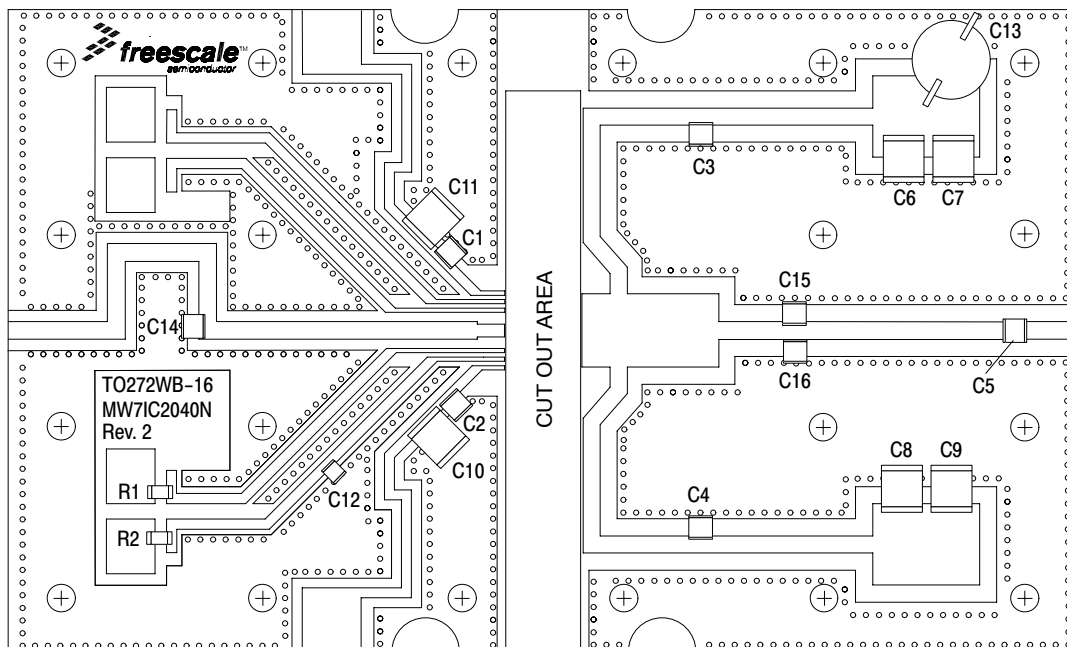 freescale™
semiconductor
C13
C3
C6
C7
C11
C1
C15
C14
CUT OUT AREA
C16
C5
TO272WB-16
MW7IC2040N
Rev. 2
C2
C10
C8
C9
R1
C12
C4
R2